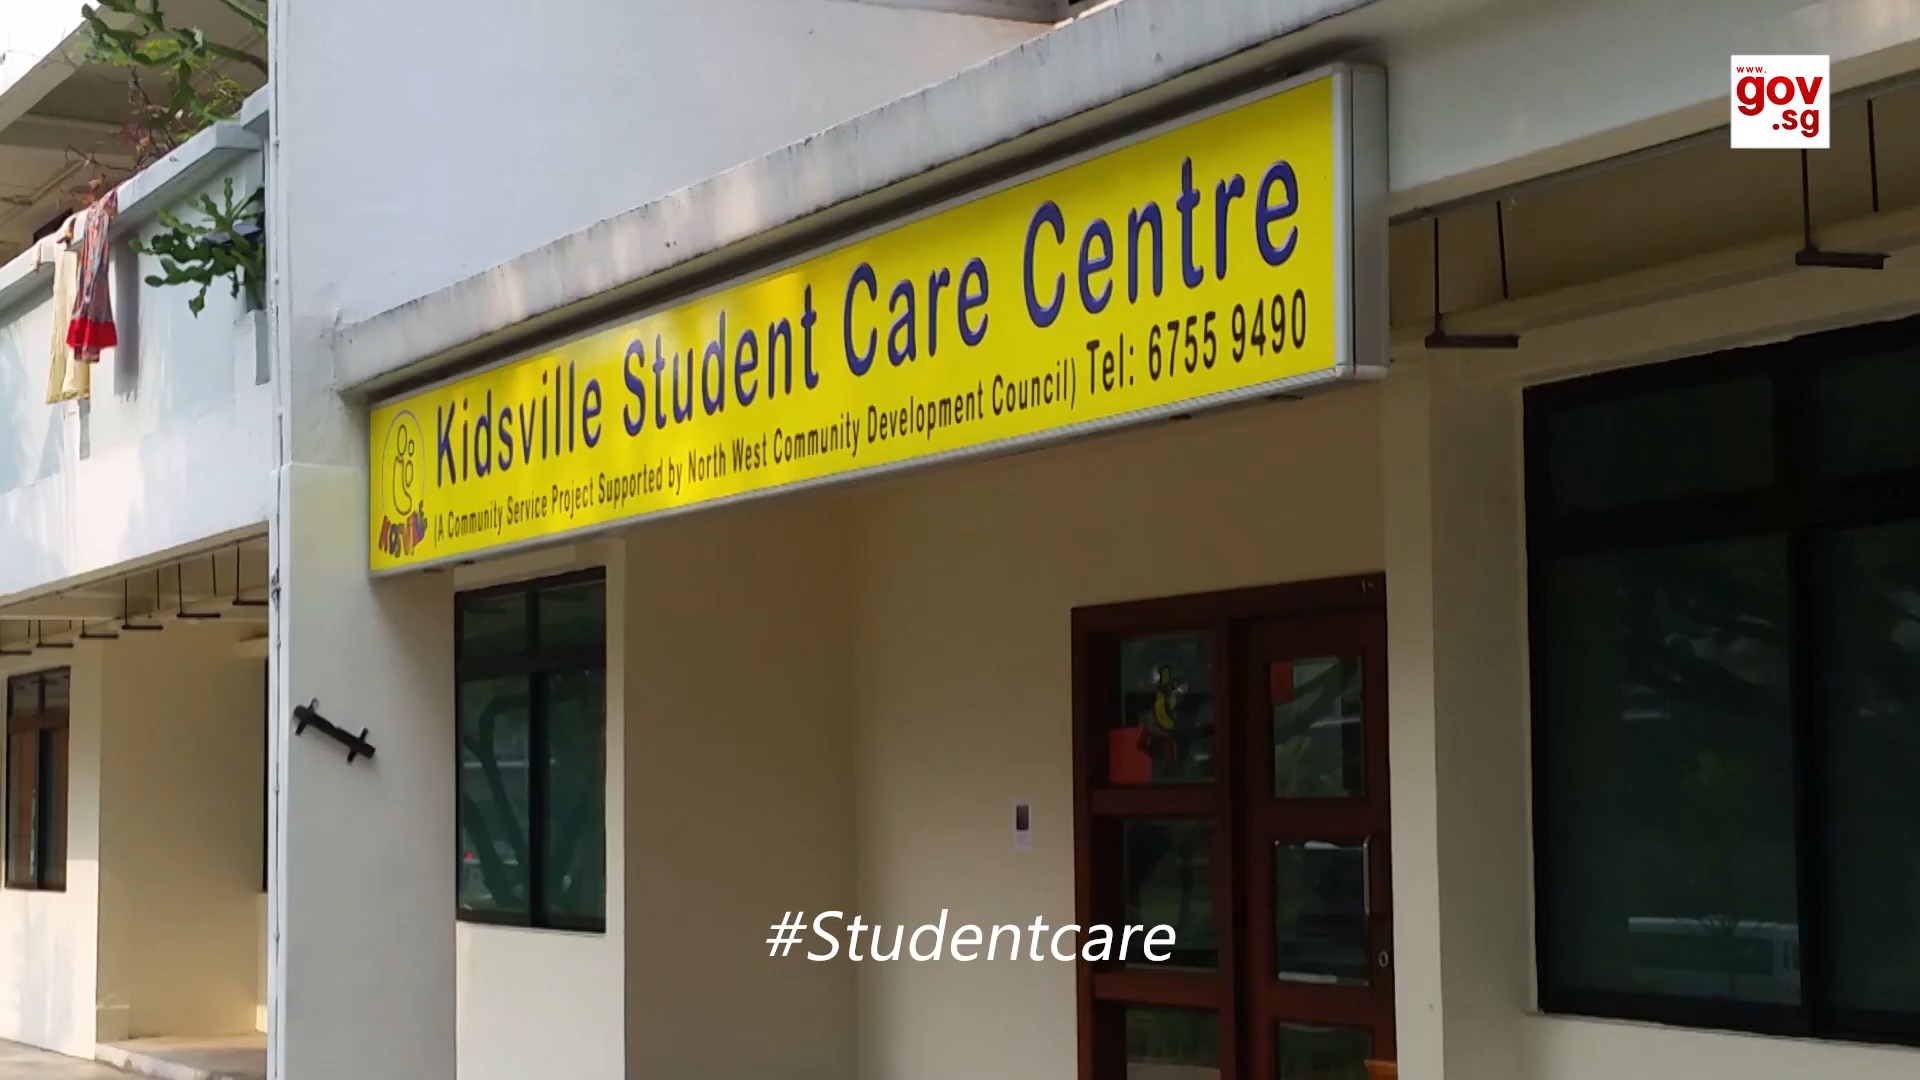 www.
gov
.sg
Kidsville Student Care Centre
(A Community Service Project Supported by North West Community Development Council) Tel: 6755 9490
KIDSVILLE
#Studentcare